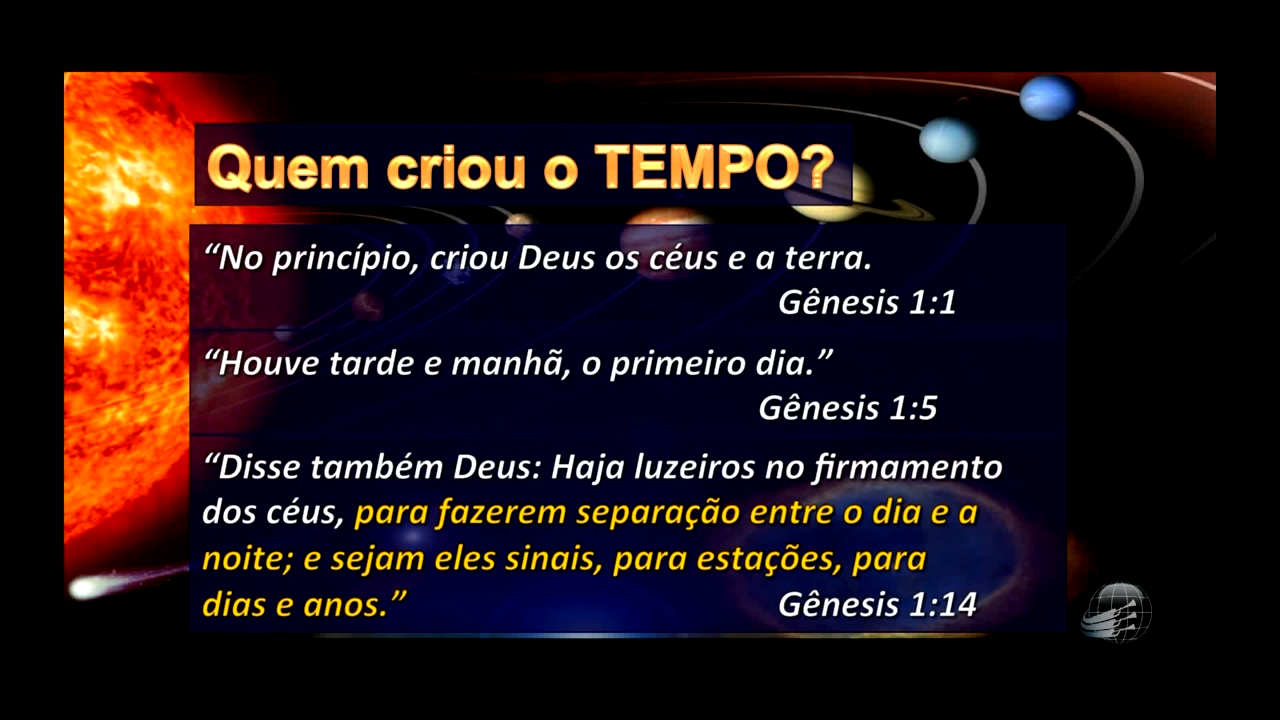 Quem criou o TEMPO?
“No princípio, criou Deus os céus e a terra.
Gênesis 1:1
“Houve tarde e manhã, o primeiro dia.”
Gênesis 1:5
“Disse também Deus: Haja luzeiros no firmamento
dos céus, para fazerem separação entre o dia e a
noite; e sejam eles sinais, para estações, para
dias e anos.”
Gênesis 1:14